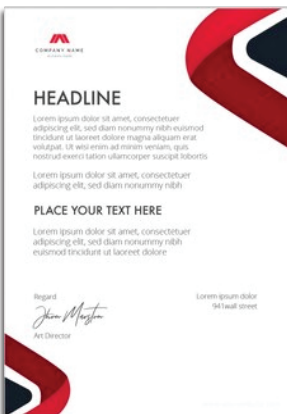 COMPANY NAME
HEADLINE
Lorem ipsum dolor sit amet, consectetuer
adipiscing elit, sed diam nonummy nibh euismod
tincidunt ut laoreet dolore magna aliquam erat
volutpat. Ut wisi enim ad minim veniam, quis
nostrud exerci tation ullamcorper suscipit lobortis
Lorem ipsum dolor sit amet, consectetuer
adipiscing elit, sed diam nonummy nibh
PLACE YOUR TEXT HERE
Lorem ipsum dolor sit amet, consectetuer
adipiscing elit, sed diam nonummy nibh
euismod tincidunt ut laoreet dolore
Regard
Lorem ipsum dolor
941wall street
Art Director